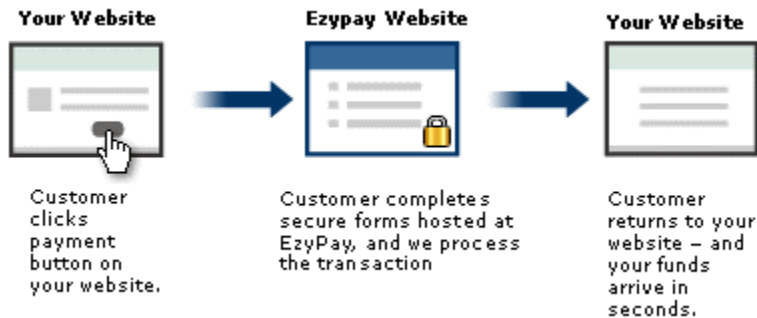 Your Website
Ezypay Website
Your Website
Customer
clicks
payment
button on
your website.
Customer completes
secure forms hosted at
EzyPay, and we process
the transaction
Customer
returns to your
website – and
your funds
arrive in
seconds.